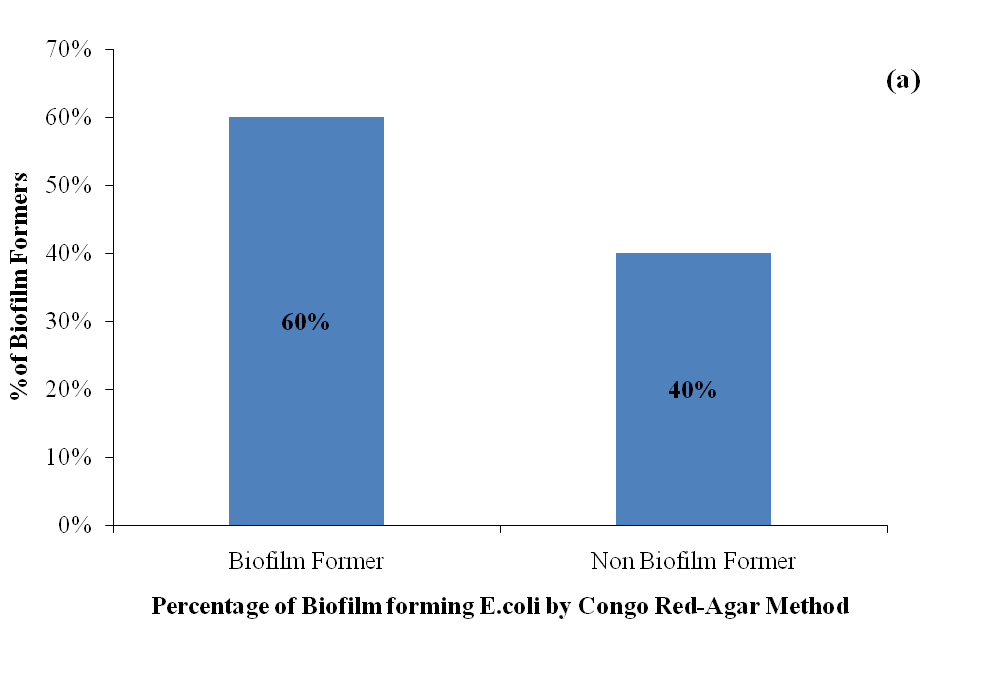 (a)
% of Biofilm Formers
70%
60%
50%
40%
30%
20%
10%
0%
60%
40%
Biofilm Former
Non Biofilm Former
Percentage of Biofilm forming E.coli by Congo Red-Agar Method